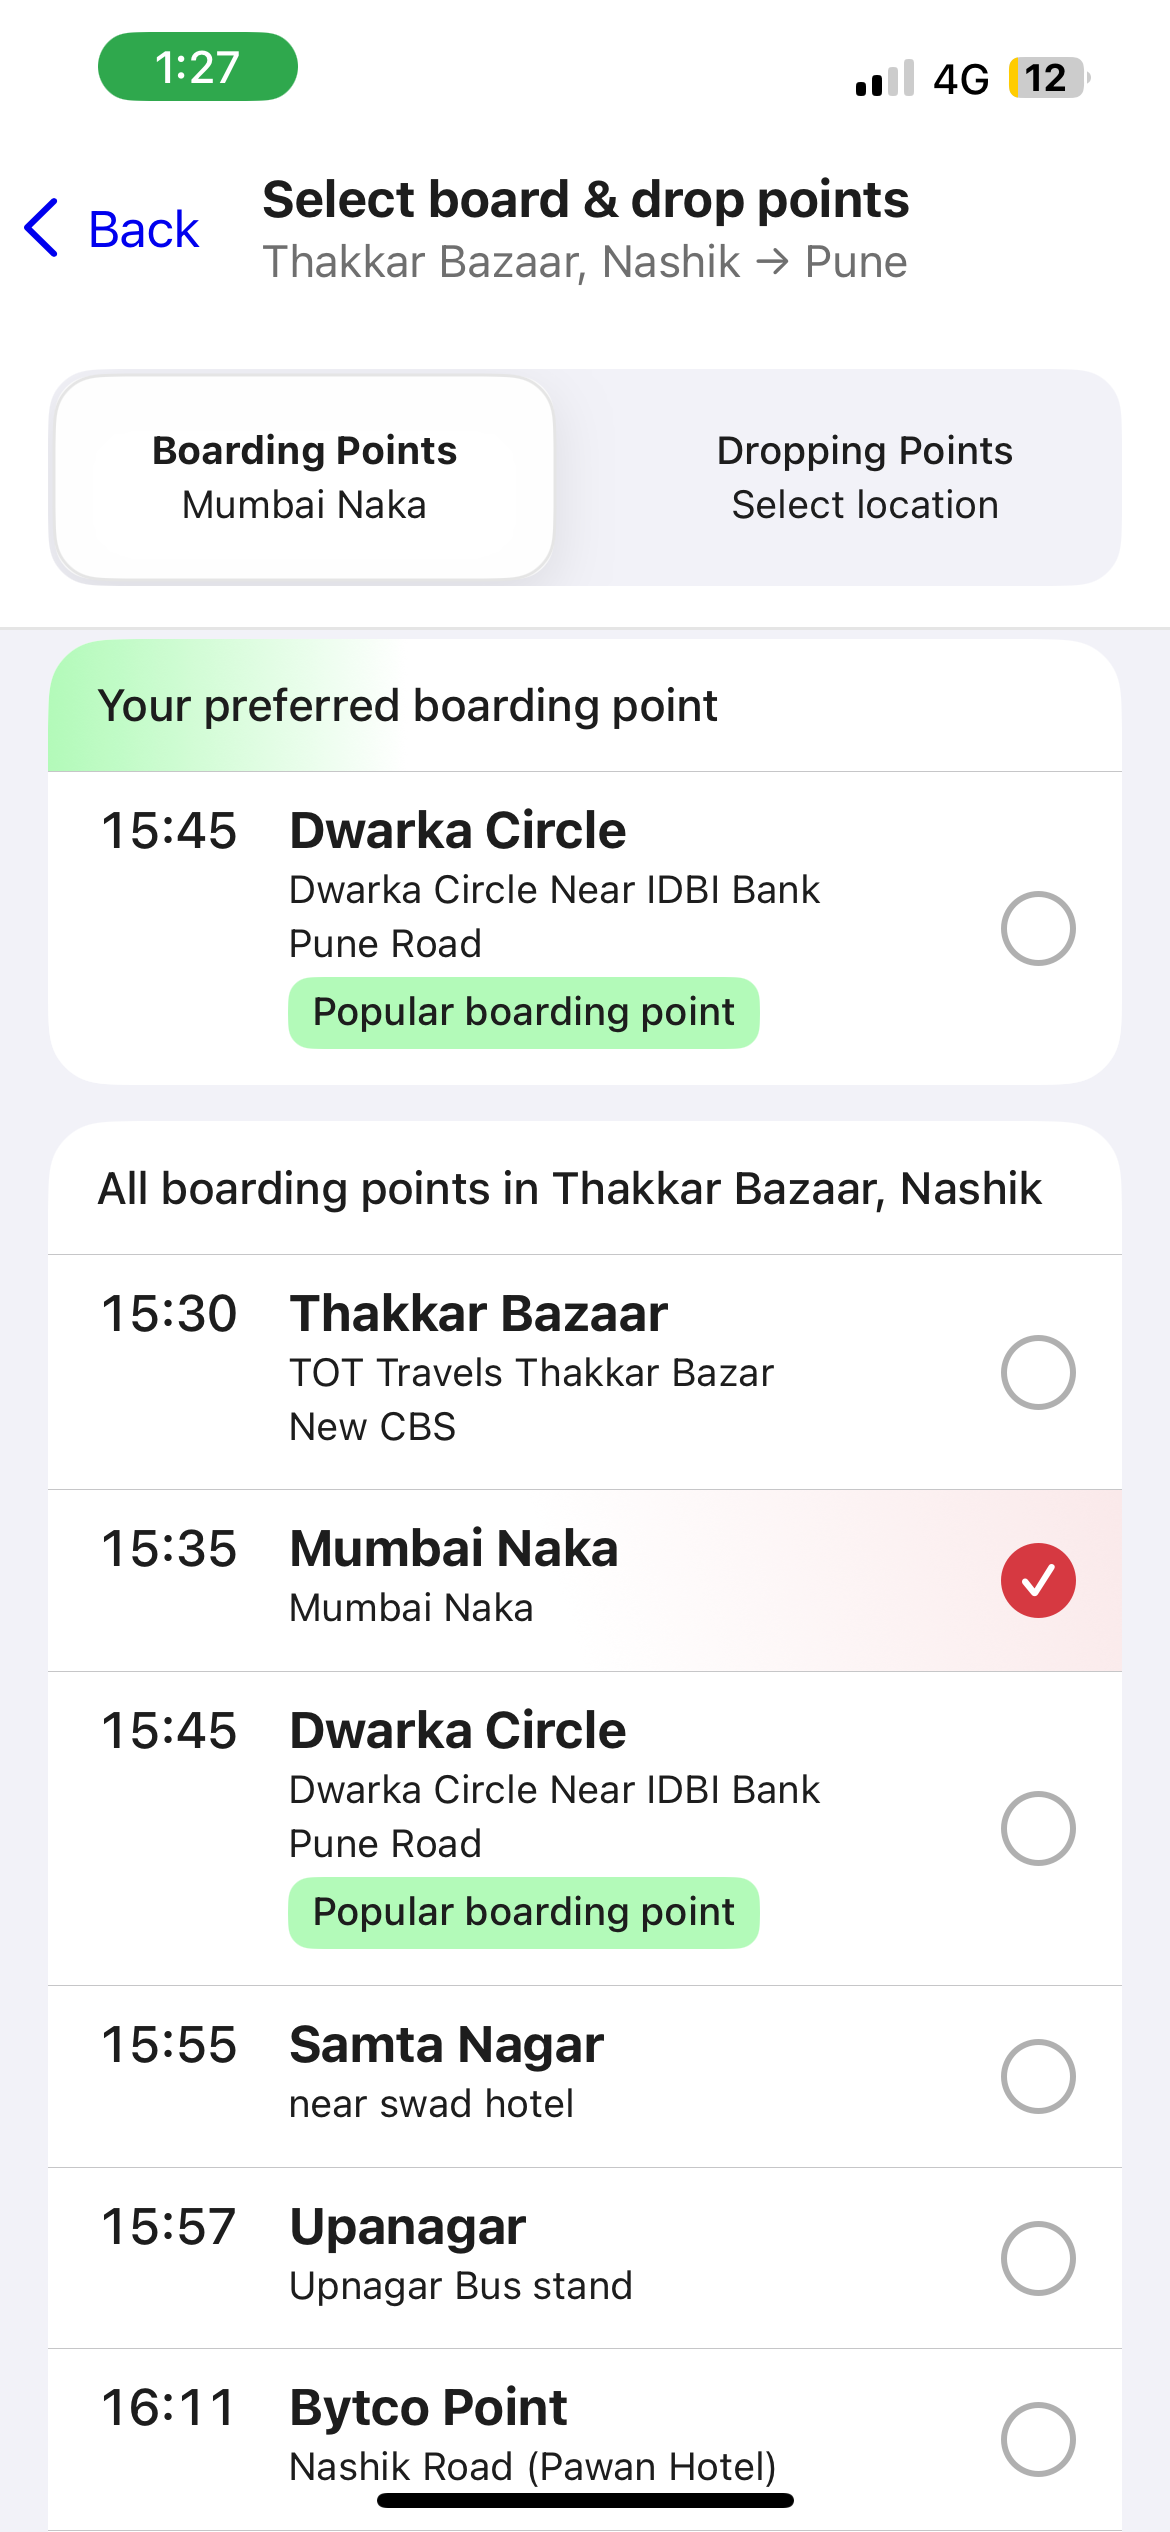 1:27
4G 12
Back
Select board & drop points
Thakkar Bazaar, Nashik → Pune
Boarding Points
Mumbai Naka
Dropping Points
Select location
Your preferred boarding point
15:45 Dwarka Circle
Dwarka Circle Near IDBI Bank
Pune Road
Popular boarding point
All boarding points in Thakkar Bazaar, Nashik
15:30 Thakkar Bazaar
TOT Travels Thakkar Bazar
New CBS
15:35 Mumbai Naka
Mumbai Naka
15:45 Dwarka Circle
Dwarka Circle Near IDBI Bank
Pune Road
Popular boarding point
15:55 Samta Nagar
near swad hotel
15:57 Upanagar
Upnagar Bus stand
16:11 Bytco Point
Nashik Road (Pawan Hotel)